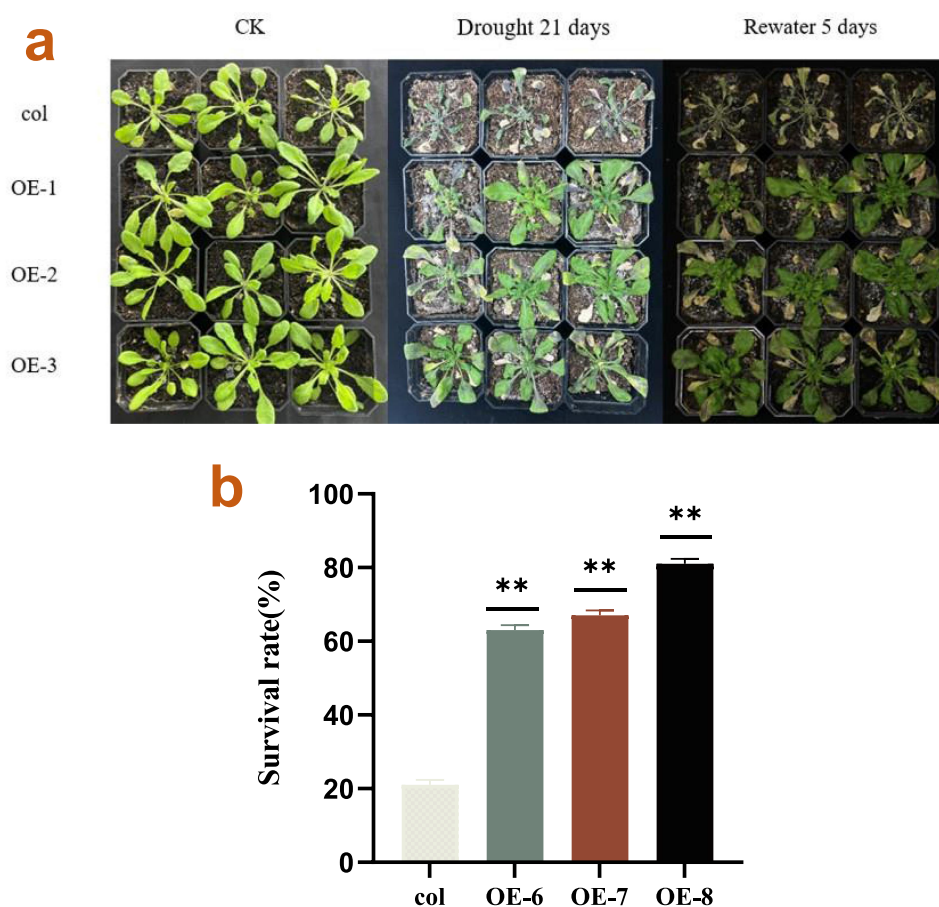 a
CK
Drought 21 days
Rewater 5 days
col
OE-1
OE-2
OE-3
b
Survival rate(%)
100
80
60
40
20
0
**
**
**
col
OE-6
OE-7
OE-8